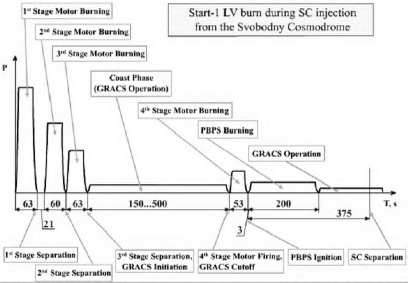 Start-1 LV burn during SC injection
from the Svobodny Cosmodrome
1st Stage Motor Burning
2nd Stage Motor Burning
3rd Stage Motor Burning
Coast Phase
(GRACS Operation)
4th Stage Motor Burning
PBPS Burning
GRACS Operation
P
63
21
60
63
150...500
53
3
200
375
T, s
1st Stage Separation
2nd Stage Separation
3rd Stage Separation,
GRACS Initiation
4th Stage Motor Firing,
GRACS Cutoff
PBPS Ignition
SC Separation